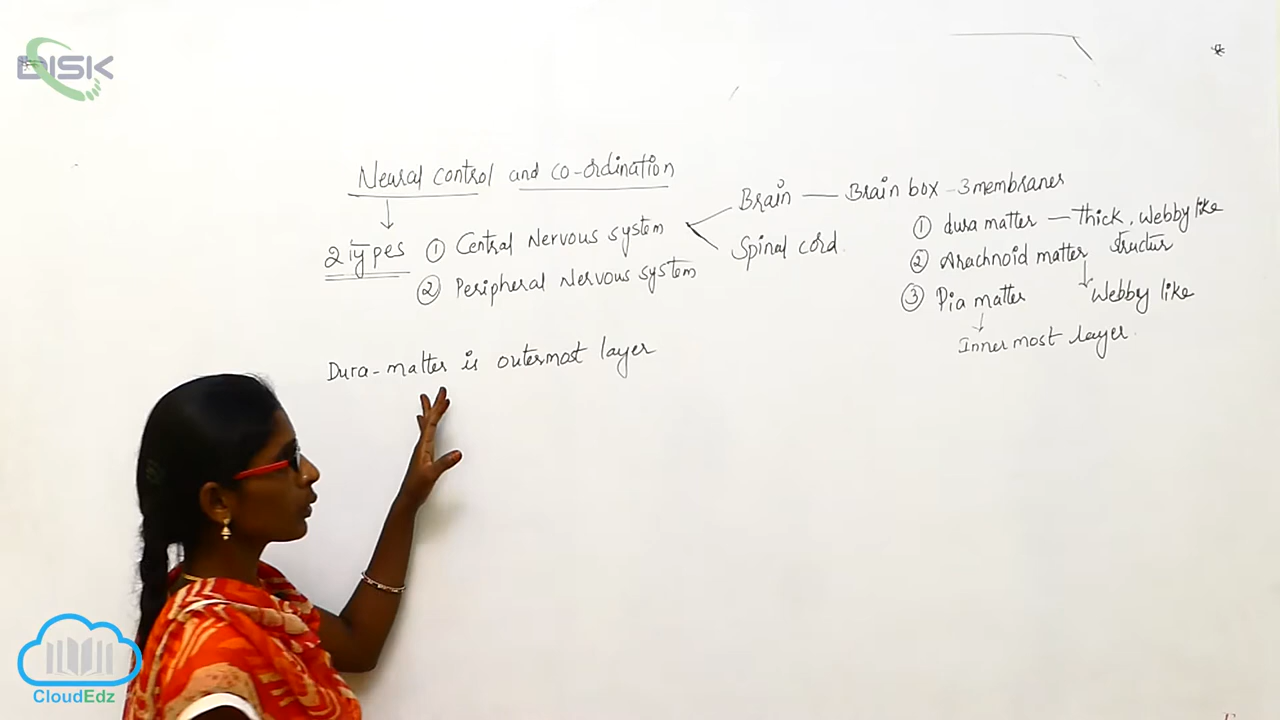 DISK
Neural control and co-ordination
2 Types
① Central Nervous system
② Peripheral Nervous system
Brain — Brain box - 3 membranes
Spinal cord.
① dura matter — Thick, Webby like structur
② Arachnoid matter
Webby like
③ Pia matter
Inner most layer.
Dura-matter is outermost layer
CloudEdz